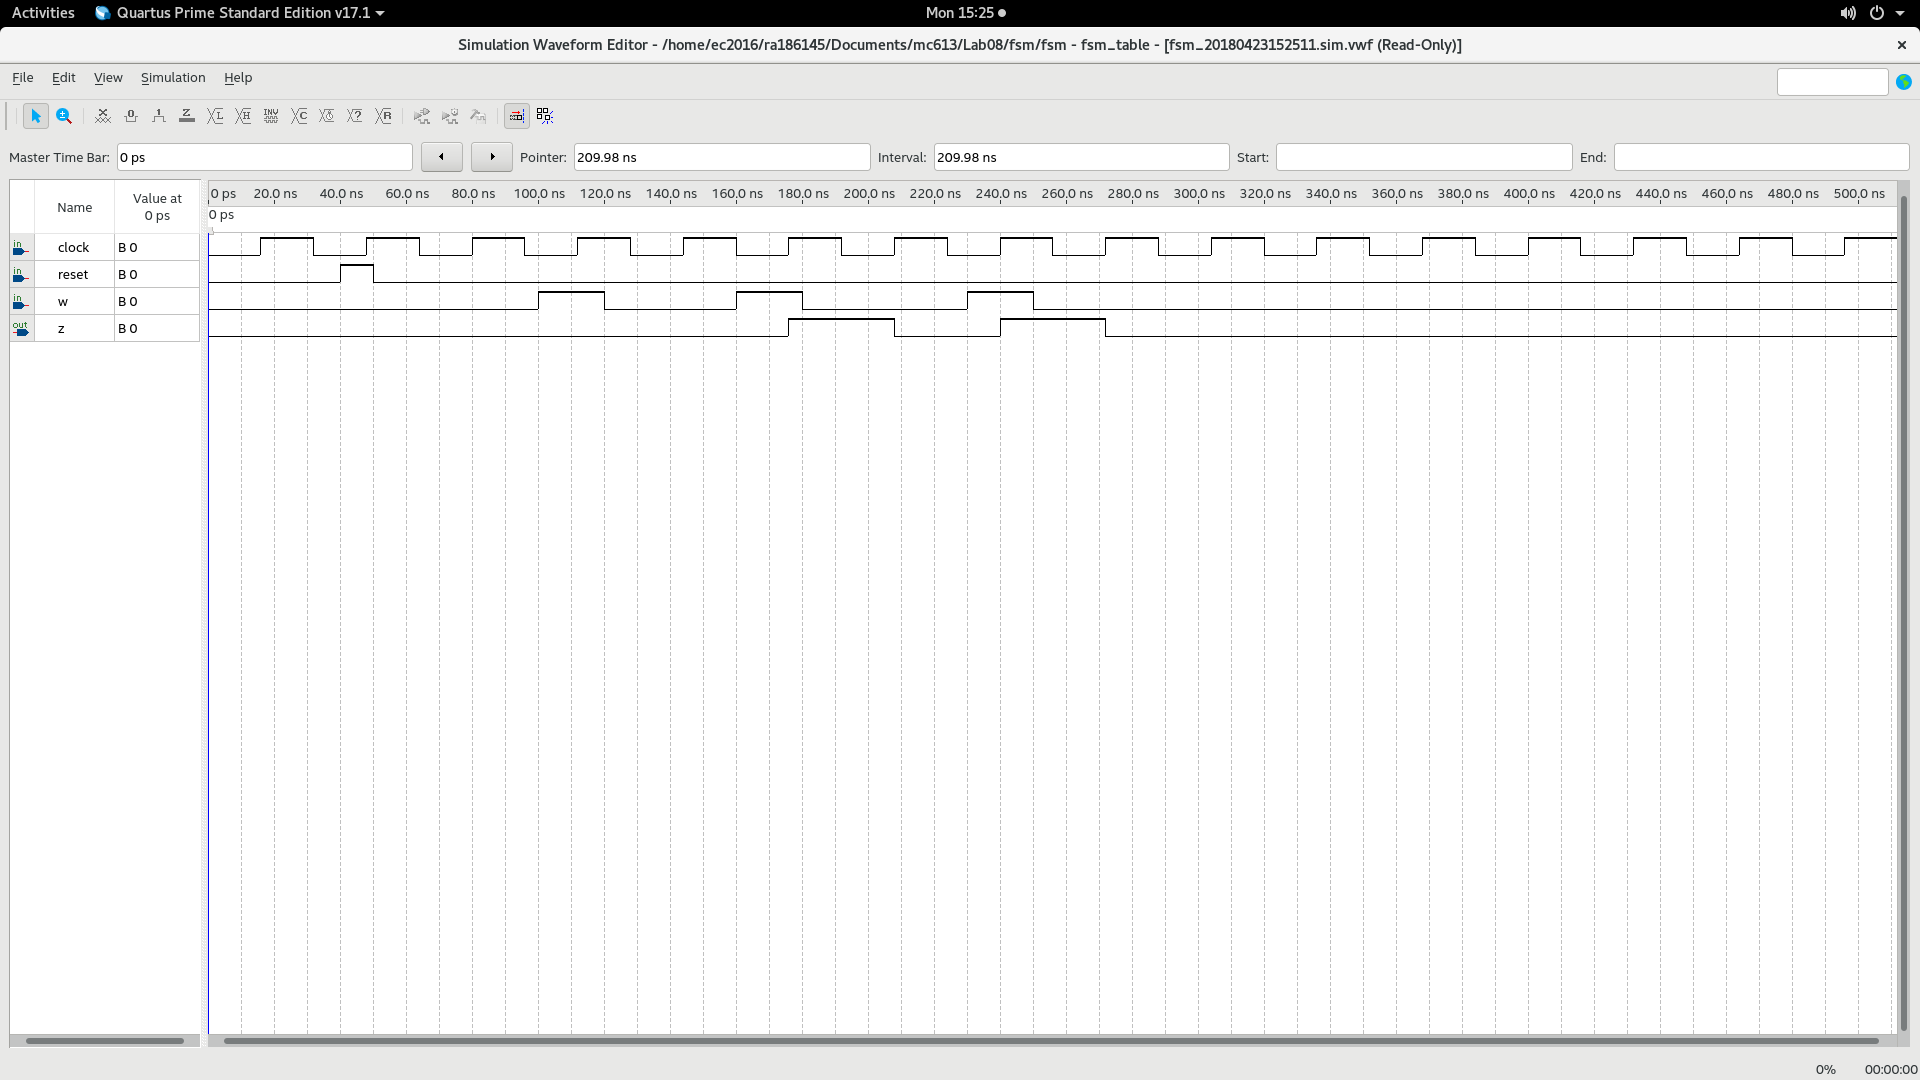 Activities Quartus Prime Standard Edition v17.1 Mon 15:25
Simulation Waveform Editor - /home/ec2016/ra186145/Documents/mc613/Lab08/fsm/fsm - fsm_table - [fsm_20180423152511.sim.vwf (Read-Only)]
File Edit View Simulation Help
Master Time Bar: 0 ps Pointer: 209.98 ns Interval: 209.98 ns Start: End:
Name Value at 0 ps 20.0 ns 40.0 ns 60.0 ns 80.0 ns 100.0 ns 120.0 ns 140.0 ns 160.0 ns 180.0 ns 200.0 ns 220.0 ns 240.0 ns 260.0 ns 280.0 ns 300.0 ns 320.0 ns 340.0 ns 360.0 ns 380.0 ns 400.0 ns 420.0 ns 440.0 ns 460.0 ns 480.0 ns 500.0 ns
0 ps 0 ps
in clock B 0
in reset B 0
in w B 0
out z B 0
0% 00:00:00